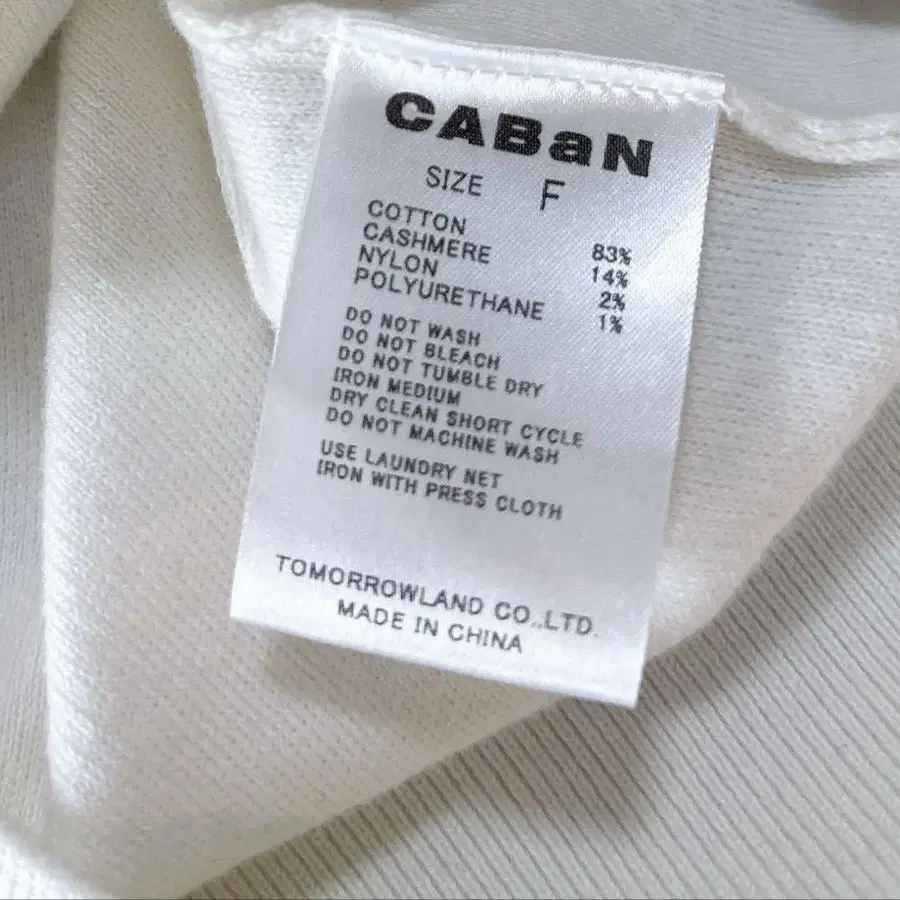 CABaN
SIZE F
COTTON 83%
CASHMERE 14%
NYLON 2%
POLYURETHANE 1%
DO NOT WASH
DO NOT BLEACH
DO NOT TUMBLE DRY
IRON MEDIUM
DRY CLEAN SHORT CYCLE
DO NOT MACHINE WASH
USE LAUNDRY NET
IRON WITH PRESS CLOTH
TOMORROWLAND CO.,LTD.
MADE IN CHINA